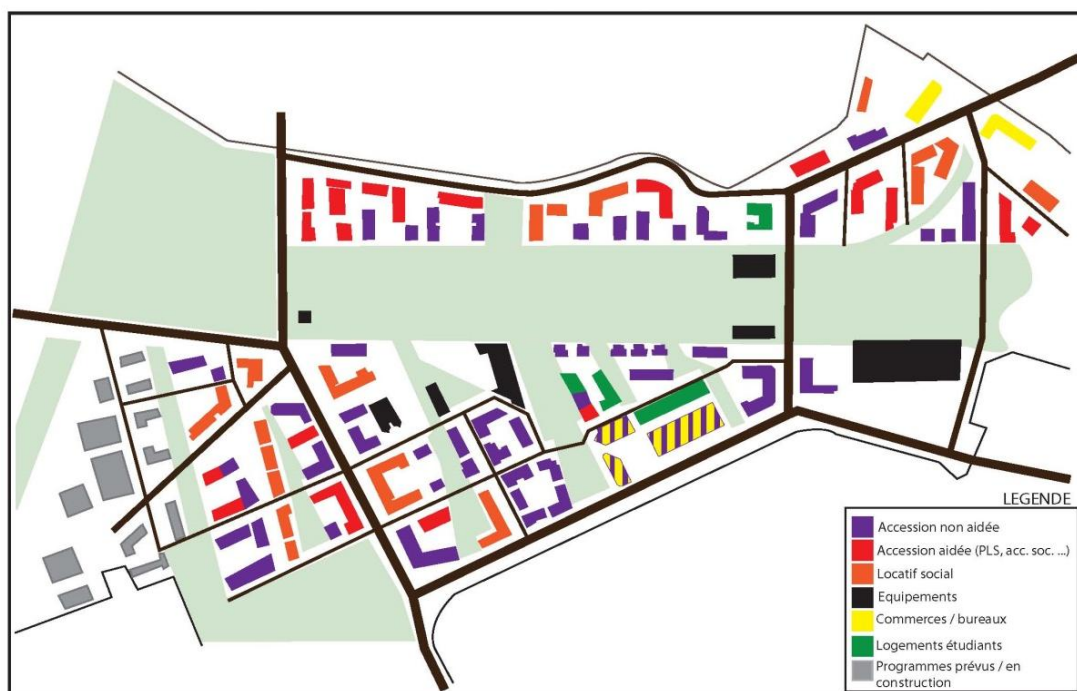 LEGENDE
Accession non aidée
Accession aidée (PLS, acc. soc. ...)
Locatif social
Equipements
Commerces / bureaux
Logements étudiants
Programmes prévus / en
construction